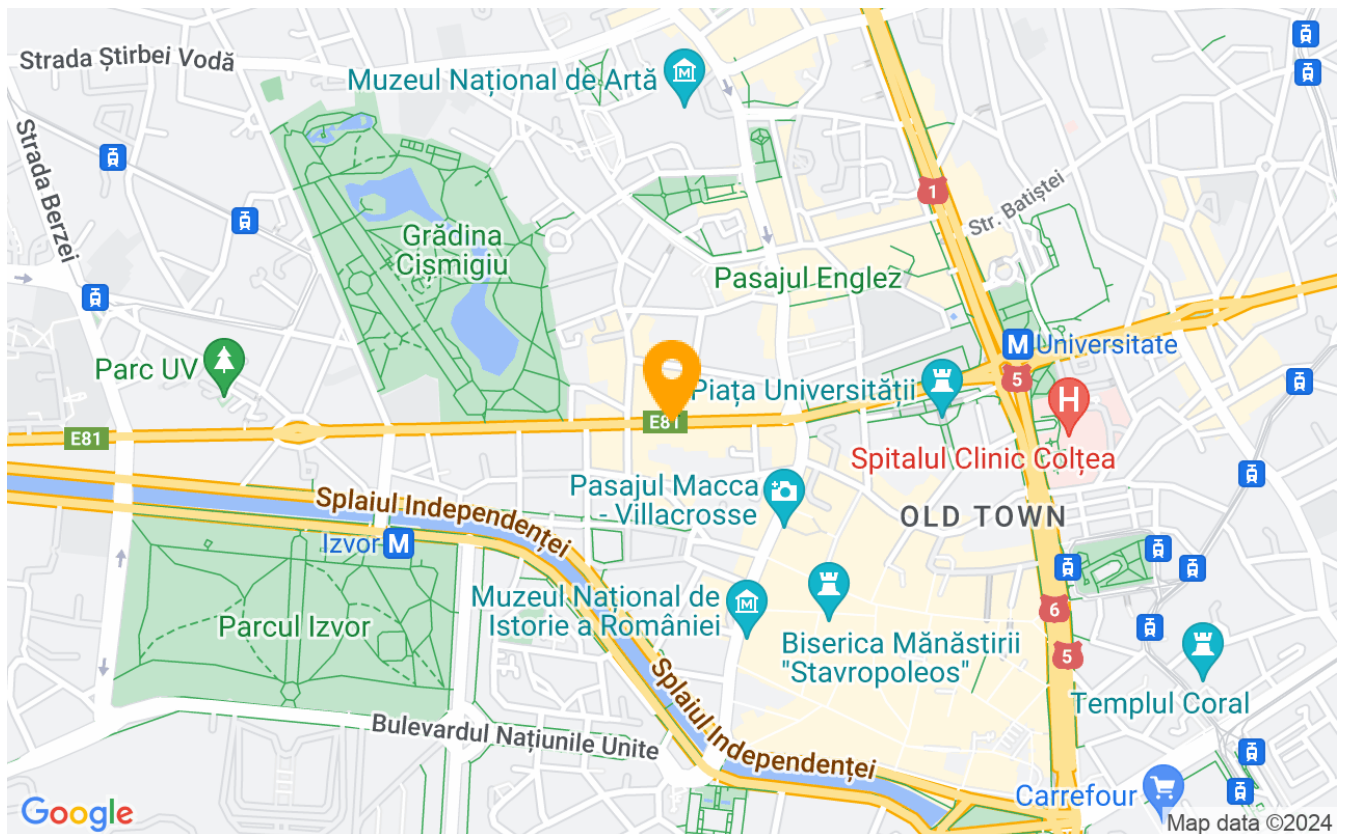 Strada Știrbei Vodă
Muzeul Național de Artă
M
Strada Berzei
1
Str. Batiștei
Grădina
Cișmigiu
Pasajul Englez
Parc UV
M Universitate
5
Piața Universității
H
E81
E81
Spitalul Clinic Colțea
Pasajul Macca
- Villacrosse
Splaiul Independenței
OLD TOWN
Izvor M
Muzeul Național de
Istorie a României
M
6
Parcul Izvor
Biserica Mănăstirii
"Stavropoleos"
5
Splaiul Independenței
Templul Coral
Bulevardul Națiunile Unite
Carrefour
Google
Map data ©2024